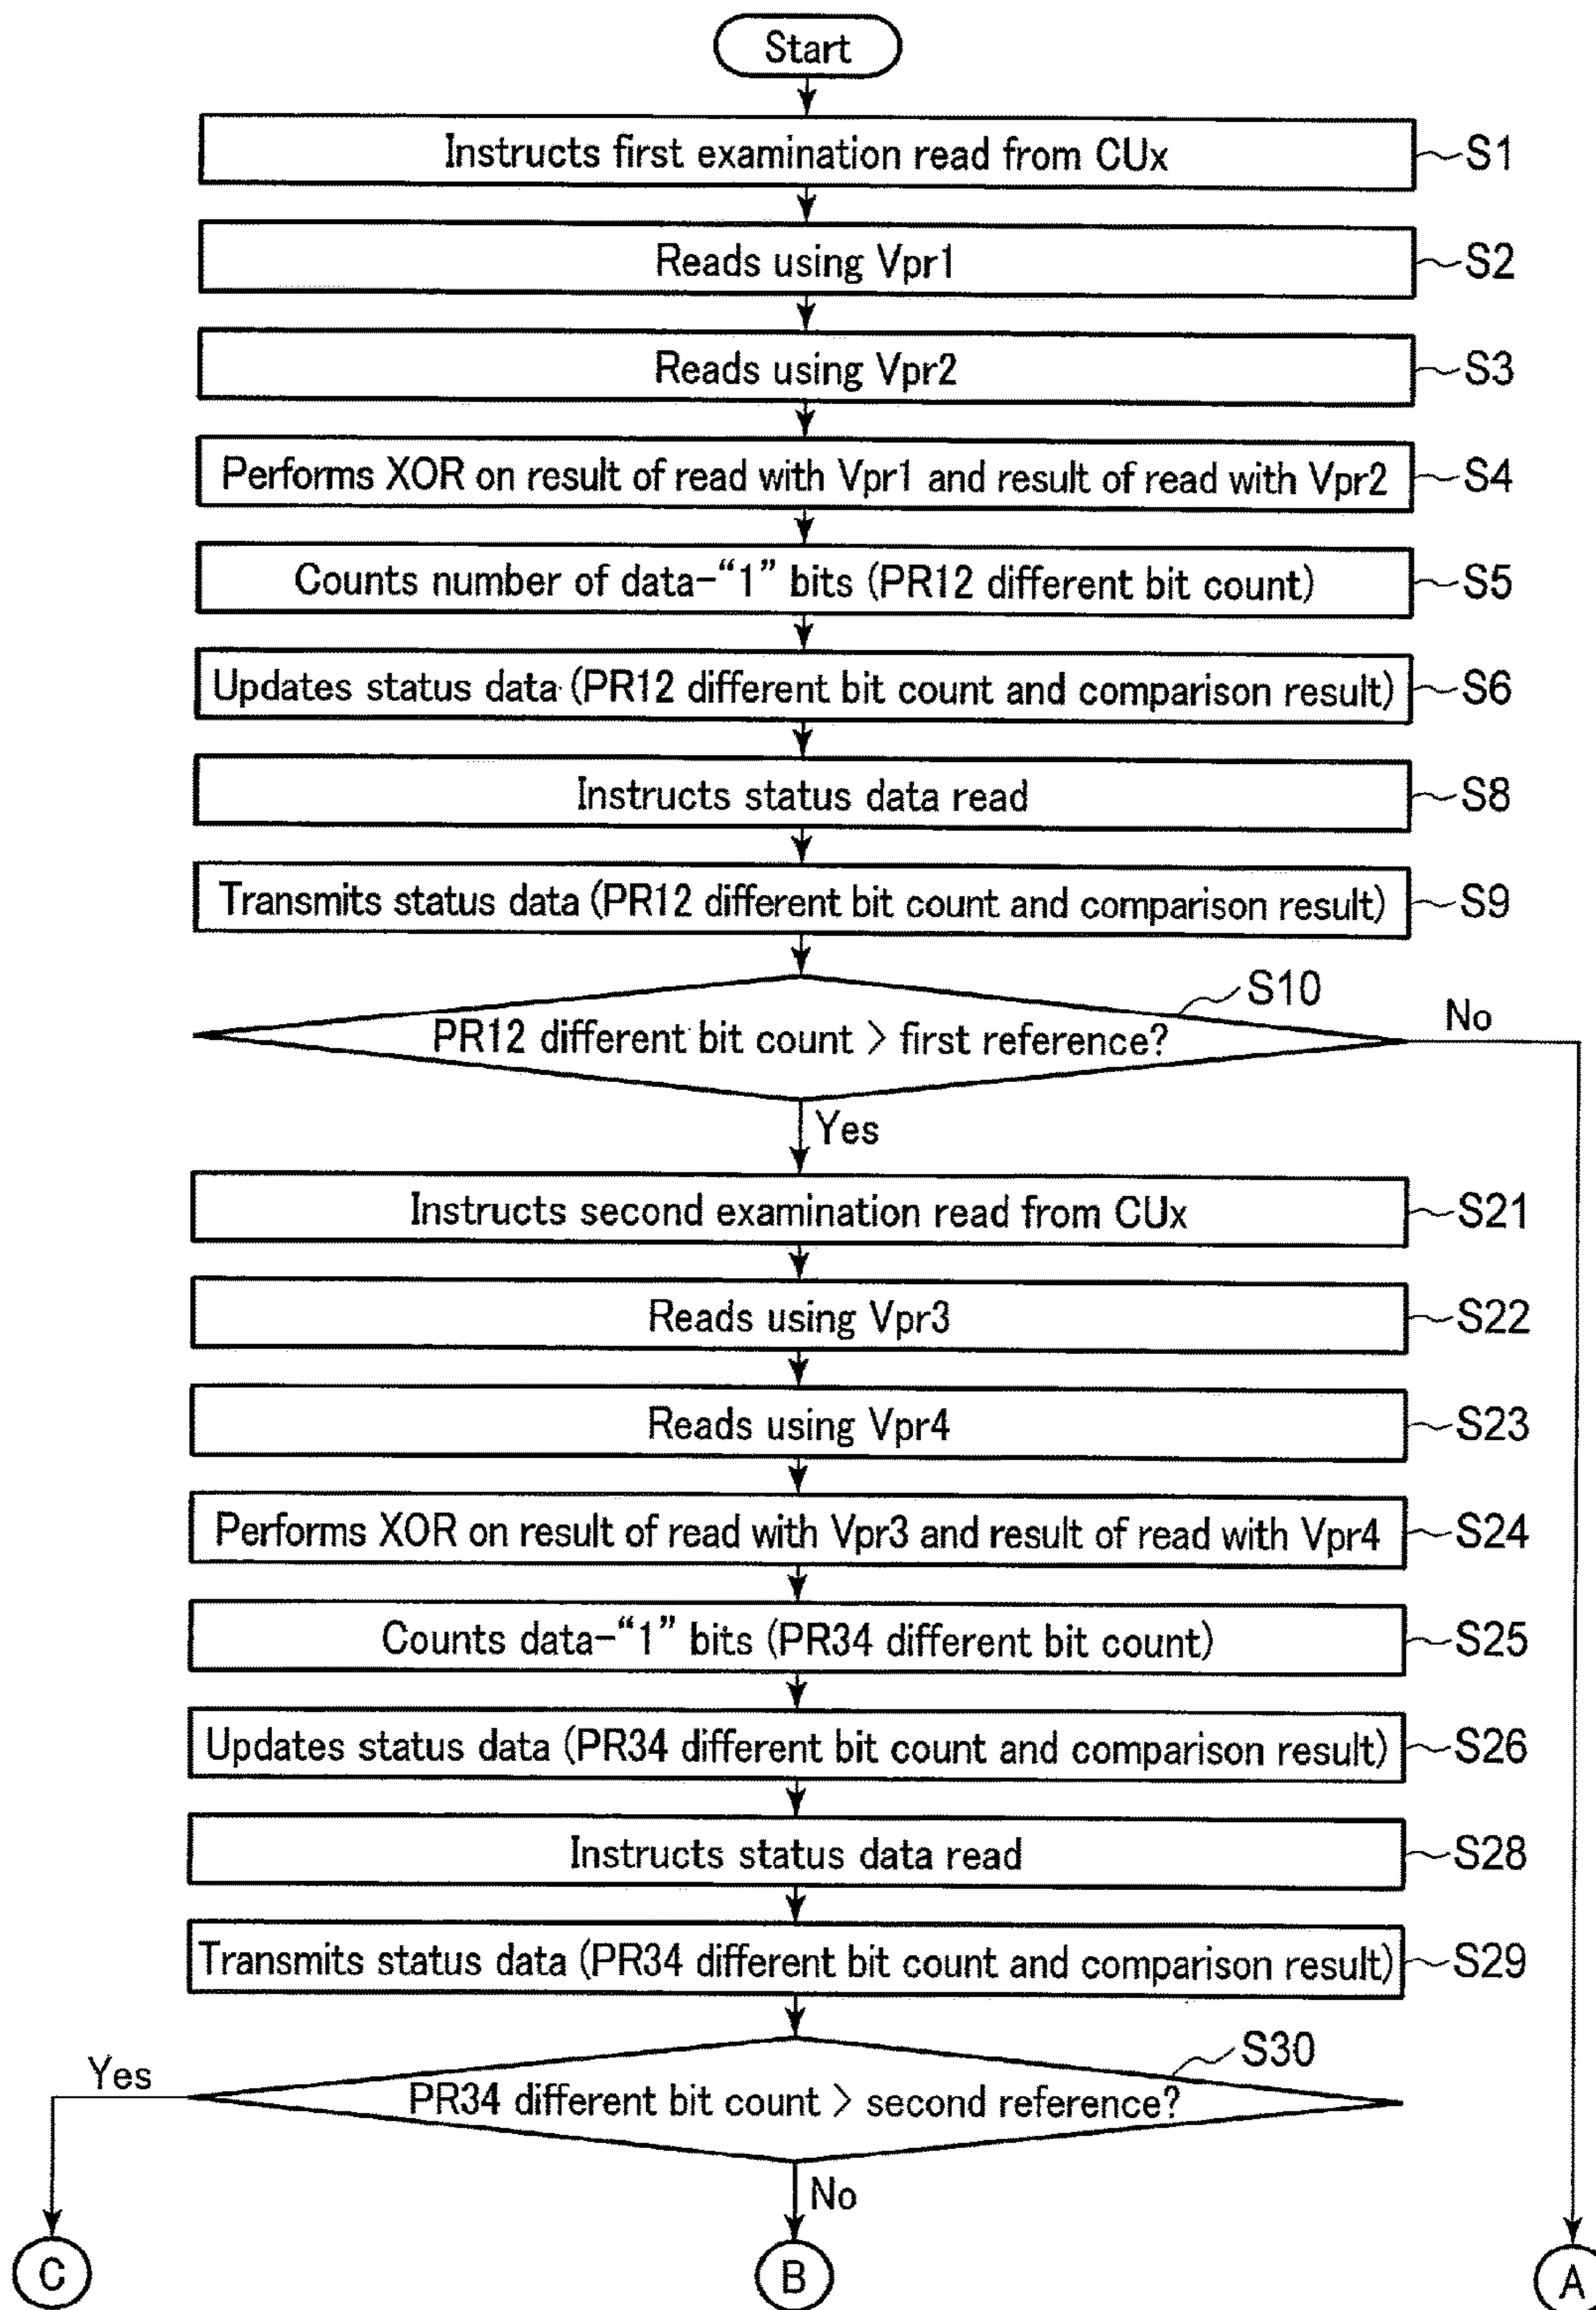 Start
Instructs first examination read from CUx
S1
Reads using Vpr1
S2
Reads using Vpr2
S3
Performs XOR on result of read with Vpr1 and result of read with Vpr2
S4
Counts number of data-“1” bits (PR12 different bit count)
S5
Updates status data (PR12 different bit count and comparison result)
S6
Instructs status data read
S8
Transmits status data (PR12 different bit count and comparison result)
S9
S10
PR12 different bit count > first reference?
No
Yes
Instructs second examination read from CUx
S21
Reads using Vpr3
S22
Reads using Vpr4
S23
Performs XOR on result of read with Vpr3 and result of read with Vpr4
S24
Counts data-“1” bits (PR34 different bit count)
S25
Updates status data (PR34 different bit count and comparison result)
S26
Instructs status data read
S28
Transmits status data (PR34 different bit count and comparison result)
S29
S30
Yes
PR34 different bit count > second reference?
No
C
B
A